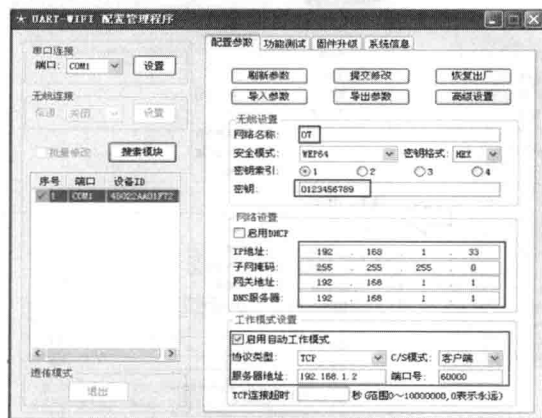 UART-WIFI 配置管理程序
串口连接
端口: COM1 设置
无线连接
信道: 关闭 设置
批量修改 搜索模块
序号 端口 设备ID
1 COM1
透传模式
退出
配置参数 功能测试 固件升级 系统信息
刷新参数 提交修改 恢复出厂
导入参数 导出参数 高级设置
无线设置
网络名称: OT
安全模式: WEP64 密钥格式: HEX
密钥索引: 1 2 3 4
密钥: 0123456789
网络设置
启用DHCP
IP地址: 192 . 168 . 1 . 33
子网掩码: 255 . 255 . 255 . 0
网关地址: 192 . 168 . 1 . 1
DNS服务器: 192 . 168 . 1 . 1
工作模式设置
启用自动工作模式
协议类型: TCP C/S模式: 客户端
服务器地址: 192.168.1.2 端口号: 60000
TCP连接超时 秒(范围0~10000000,0表示永远)